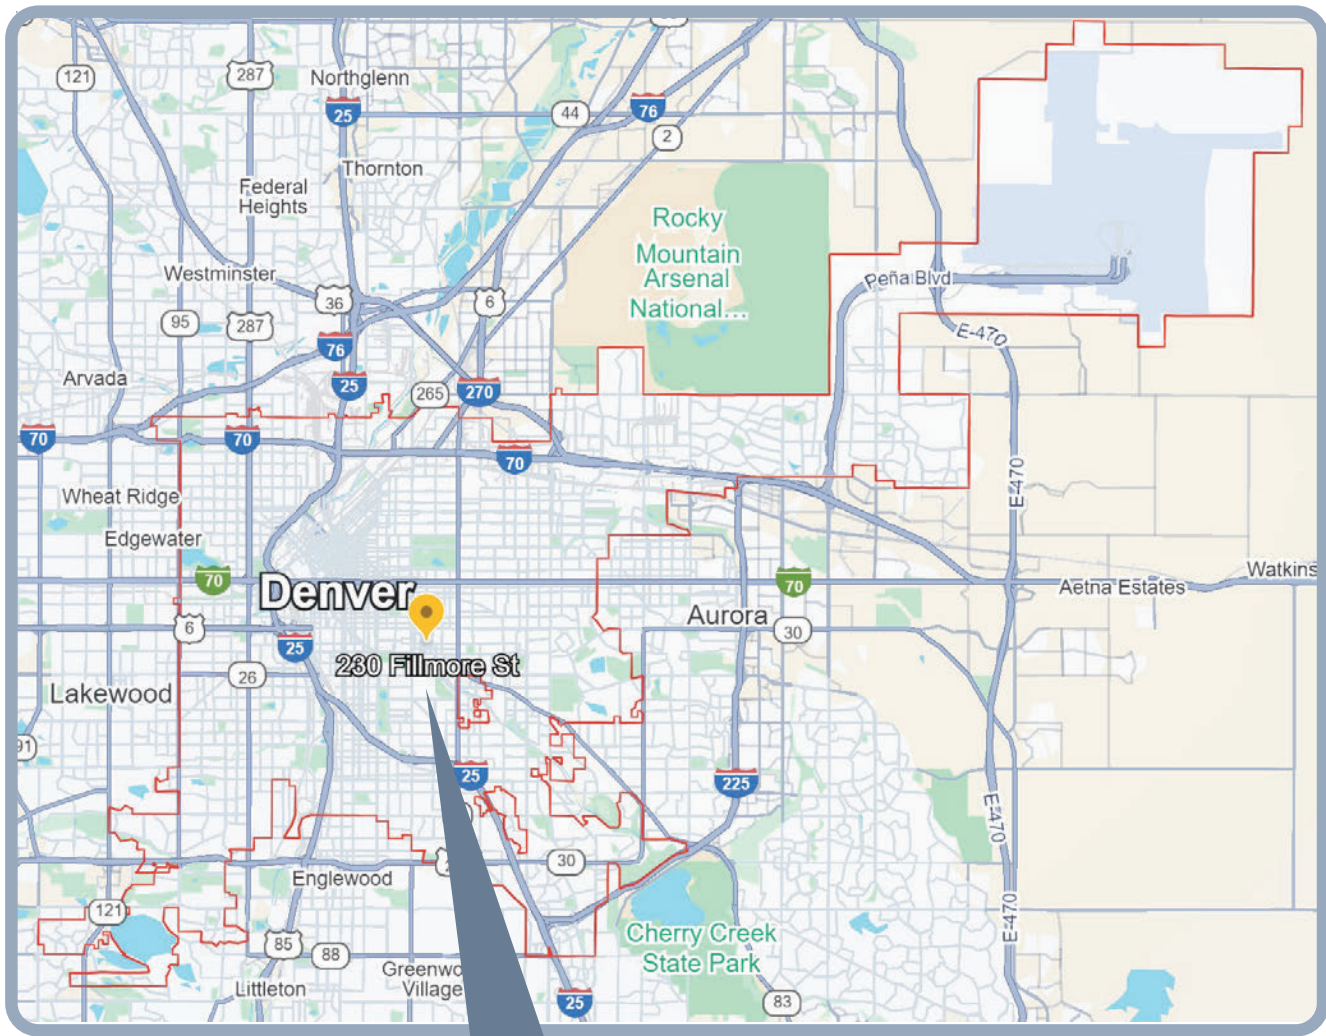 121
287
Northglenn
25
44
76
2
Thornton
Federal
Heights
Rocky
Mountain
Arsenal
National...
Westminster
36
6
Peña Blvd
95
287
76
E-470
Arvada
25
265
270
70
70
70
Wheat Ridge
E-470
Edgewater
Denver
70
70
Watkins
Aetna Estates
Aurora
6
30
25
230 Fillmore St
26
Lakewood
91
25
225
E-470
30
Englewood
121
E-470
85
88
Cherry Creek
State Park
Greenwo
Village
Littleton
25
83